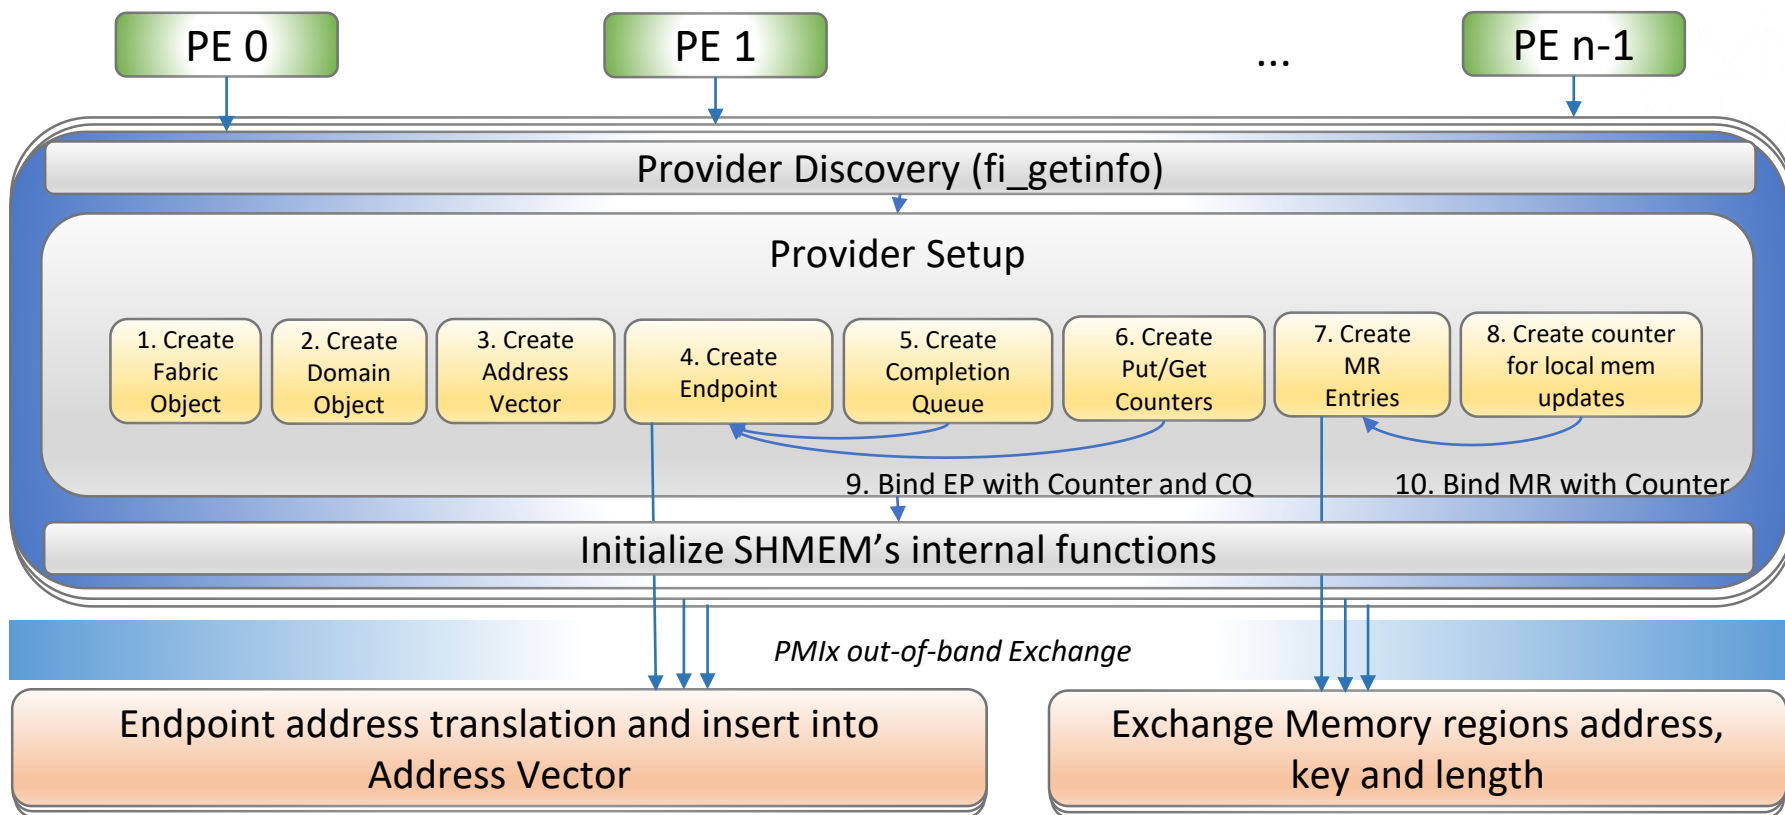 PE 0
PE 1
...
PE n-1
Provider Discovery (fi_getinfo)
Provider Setup
1. Create
Fabric
Object
2. Create
Domain
Object
3. Create
Address
Vector
4. Create
Endpoint
5. Create
Completion
Queue
6. Create
Put/Get
Counters
7. Create
MR
Entries
8. Create counter
for local mem
updates
9. Bind EP with Counter and CQ
10. Bind MR with Counter
Initialize SHMEM’s internal functions
PMIx out-of-band Exchange
Endpoint address translation and insert into
Address Vector
Exchange Memory regions address,
key and length